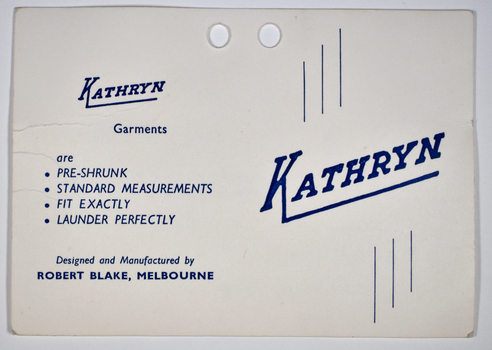 KATHRYN
Garments
are
• PRE-SHRUNK
• STANDARD MEASUREMENTS
• FIT EXACTLY
• LAUNDER PERFECTLY
Designed and Manufactured by
ROBERT BLAKE, MELBOURNE
KATHRYN